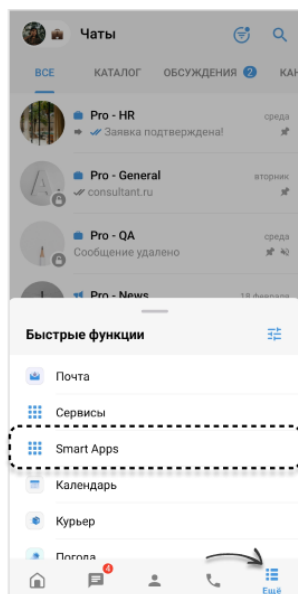 Чаты
ВСЕ КАТАЛОГ ОБСУЖДЕНИЯ 2 КАН
Pro - HR среда
Заявка подтверждена!
Pro - General вторник
consultant.ru
Pro - QA среда
Сообщение удалено
Pro - News 18 февраля
Быстрые функции
Почта
Сервисы
Smart Apps
Календарь
Курьер
Погода
4
Ещё